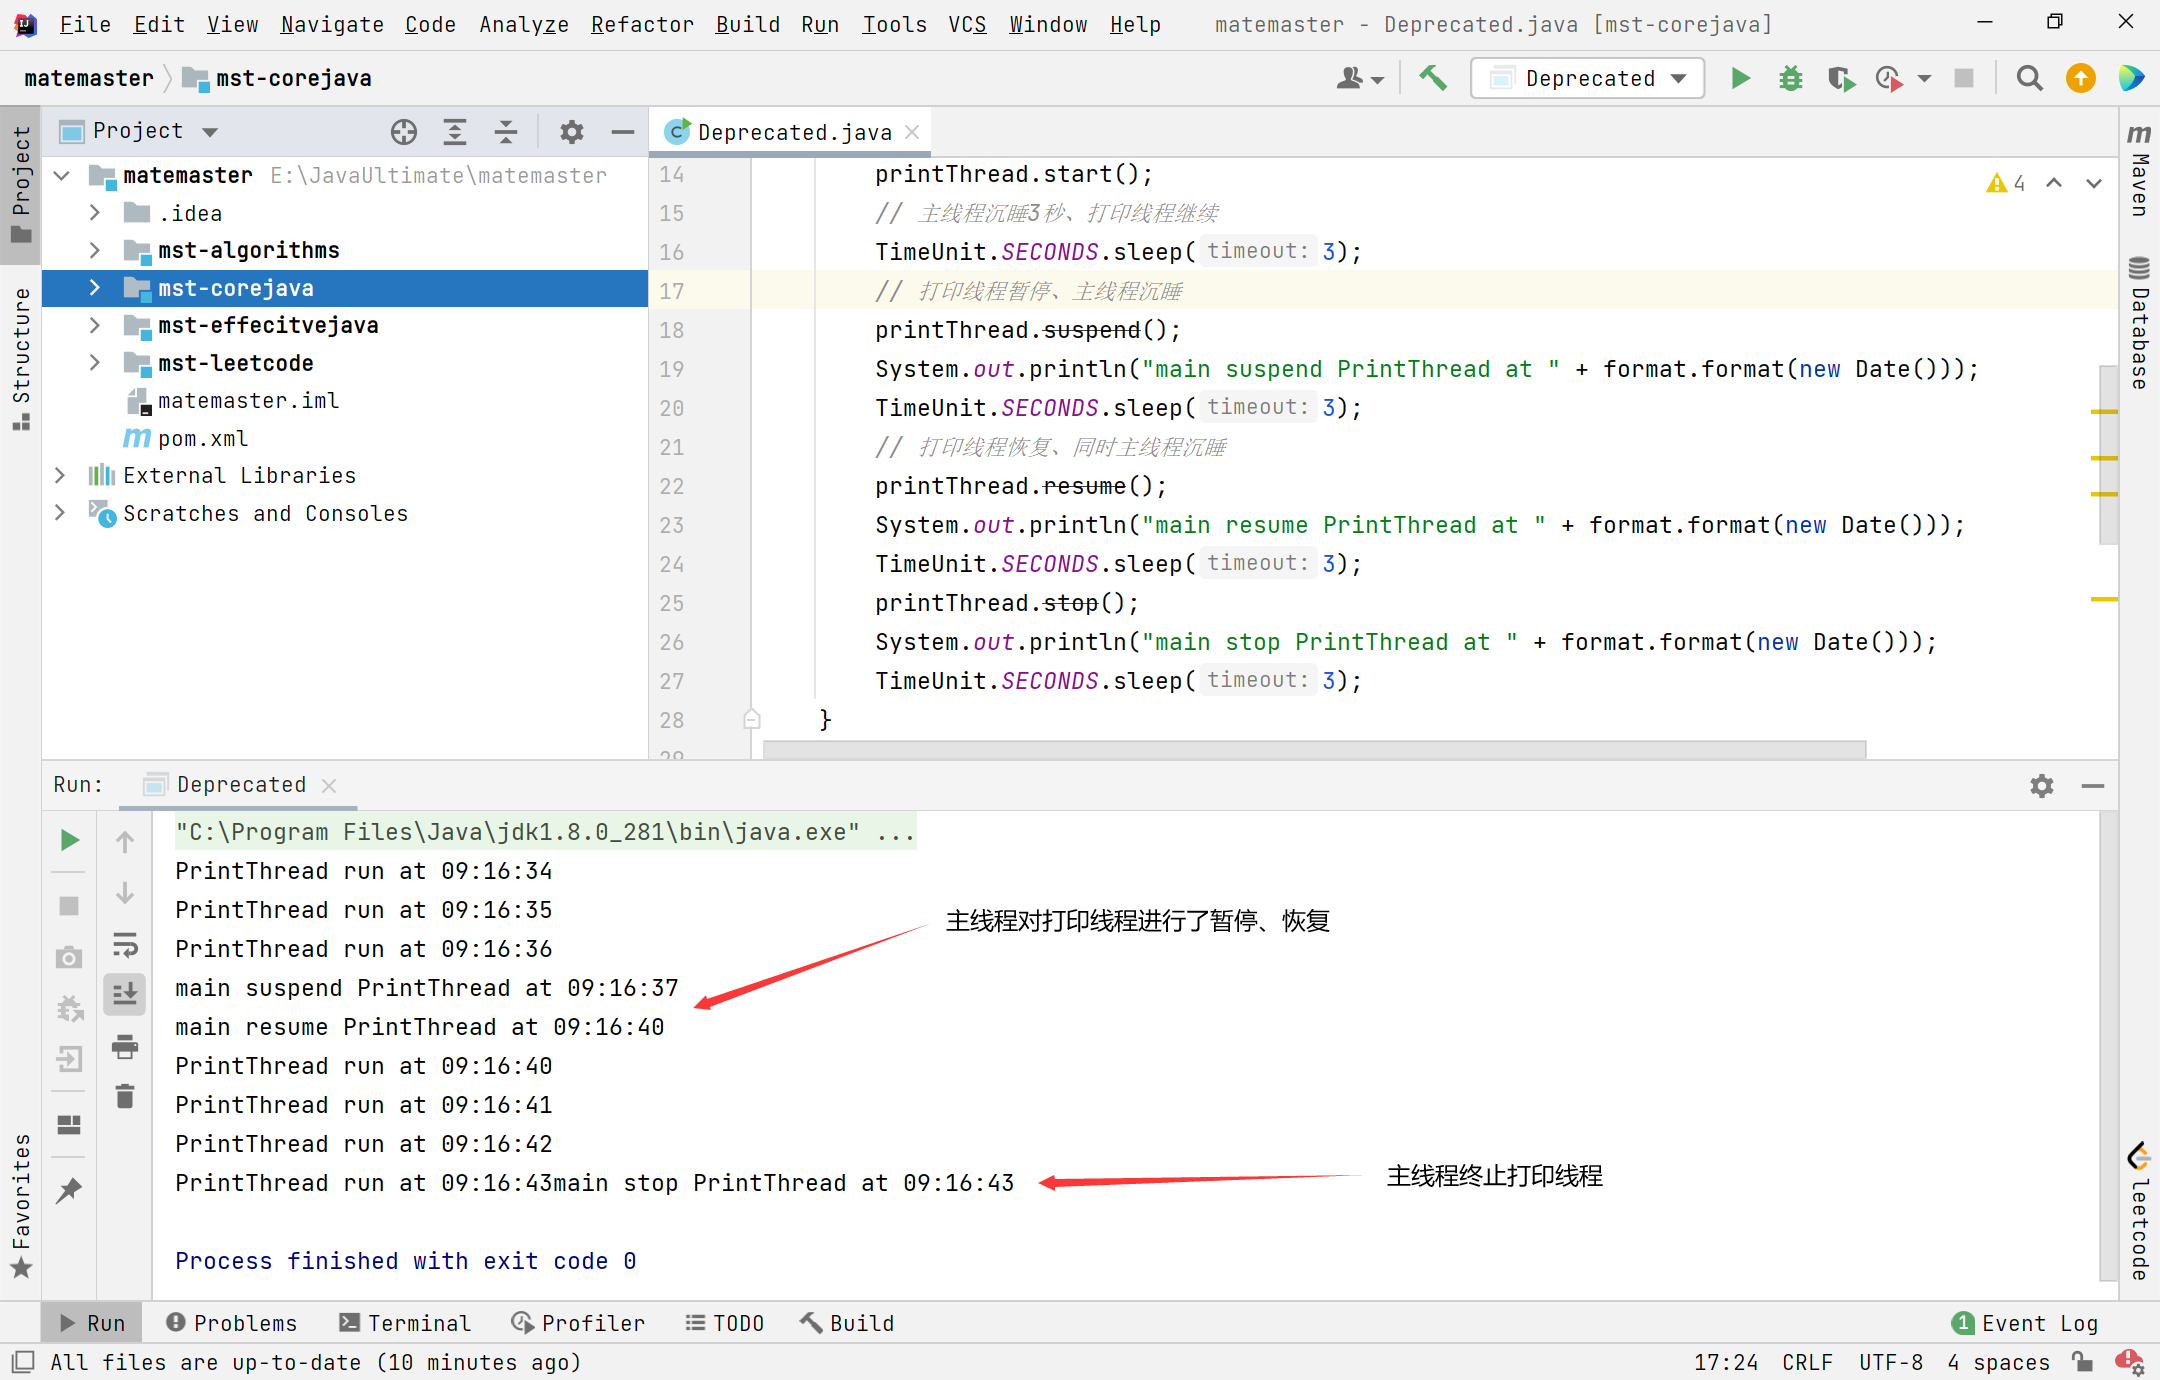 File Edit View Navigate Code Analyze Refactor Build Run Tools VCS Window Help matemaster - Deprecated.java [mst-corejava]
matemaster mst-corejava Deprecated
Project
Deprecated.java
matemaster E:\JavaUltimate\matemaster
.idea
mst-algorithms
mst-corejava
mst-effecitvejava
mst-leetcode
matemaster.iml
pom.xml
External Libraries
Scratches and Consoles
14 printThread.start();
15 // 主线程沉睡3秒、打印线程继续
16 TimeUnit.SECONDS.sleep( timeout: 3);
17 // 打印线程暂停、主线程沉睡
18 printThread.suspend();
19 System.out.println("main suspend PrintThread at " + format.format(new Date()));
20 TimeUnit.SECONDS.sleep( timeout: 3);
21 // 打印线程恢复、同时主线程沉睡
22 printThread.resume();
23 System.out.println("main resume PrintThread at " + format.format(new Date()));
24 TimeUnit.SECONDS.sleep( timeout: 3);
25 printThread.stop();
26 System.out.println("main stop PrintThread at " + format.format(new Date()));
27 TimeUnit.SECONDS.sleep( timeout: 3);
28 }
29
4
Project
Structure
Favorites
Maven
Database
leetcode
Run: Deprecated
"C:\Program Files\Java\jdk1.8.0_281\bin\java.exe" ...
PrintThread run at 09:16:34
PrintThread run at 09:16:35
主线程对打印线程进行了暂停、恢复
PrintThread run at 09:16:36
main suspend PrintThread at 09:16:37
main resume PrintThread at 09:16:40
PrintThread run at 09:16:40
PrintThread run at 09:16:41
PrintThread run at 09:16:42
PrintThread run at 09:16:43main stop PrintThread at 09:16:43
主线程终止打印线程
Process finished with exit code 0
Run Problems Terminal Profiler TODO Build 1 Event Log
All files are up-to-date (10 minutes ago) 17:24 CRLF UTF-8 4 spaces